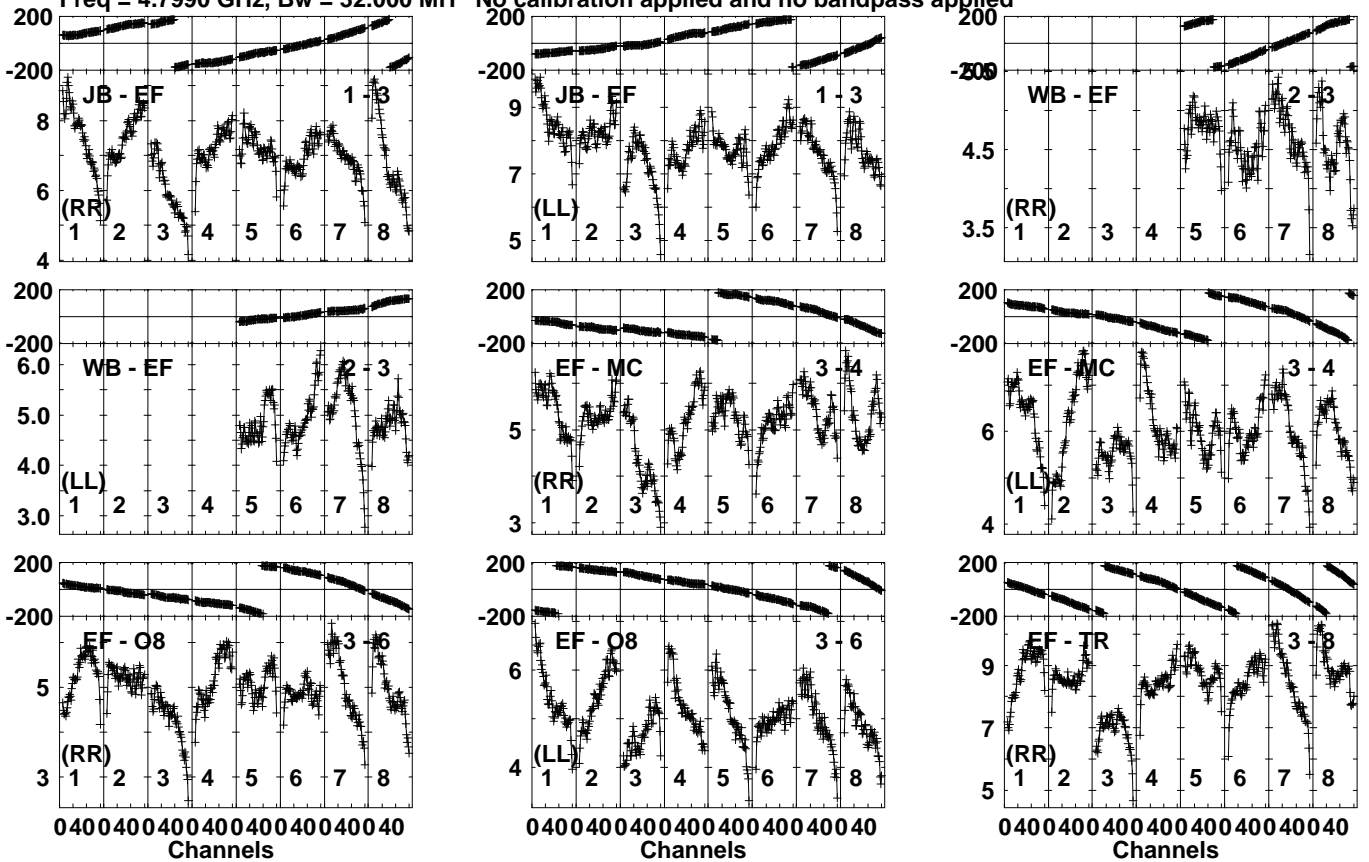 Freq = 4.7990 GHz, Bw = 32.000 MH No calibration applied and no bandpass applied
200 200 200
-200 -200 -200 5.5
JB - EF 1 - 3 JB - EF 1 - 3 WB - EF 2 - 3
8 9
4.5
6 7
(RR) (LL) (RR)
1 2 3 4 5 6 7 8 1 2 3 4 5 6 7 8 1 2 3 4 5 6 7 8
4 5 3.5
200 200 200
-200 -200 -200
6.0 WB - EF 2 - 3 EF - MC 3 - 4 EF - MC 3 - 4
5.0 5 6
4.0
(LL) (RR) (LL)
1 2 3 4 5 6 7 8 1 2 3 4 5 6 7 8 1 2 3 4 5 6 7 8
3.0 3 4
200 200 200
-200 -200 -200
EF - O8 3 - 6 EF - O8 3 - 6 EF - TR 3 - 8
5 6 9
7
(RR) (LL) (RR)
3 1 2 3 4 5 6 7 8 4 1 2 3 4 5 6 7 8 5 1 2 3 4 5 6 7 8
0 40 0 40 0 40 0 40 0 40 0 40 0 40 0 40 0 40 0 40 0 40 0 40 0 40 0 40 0 40 0 40 0 40 0 40 0 40 0 40 0 40 0 40 0 40 0 40
Channels Channels Channels